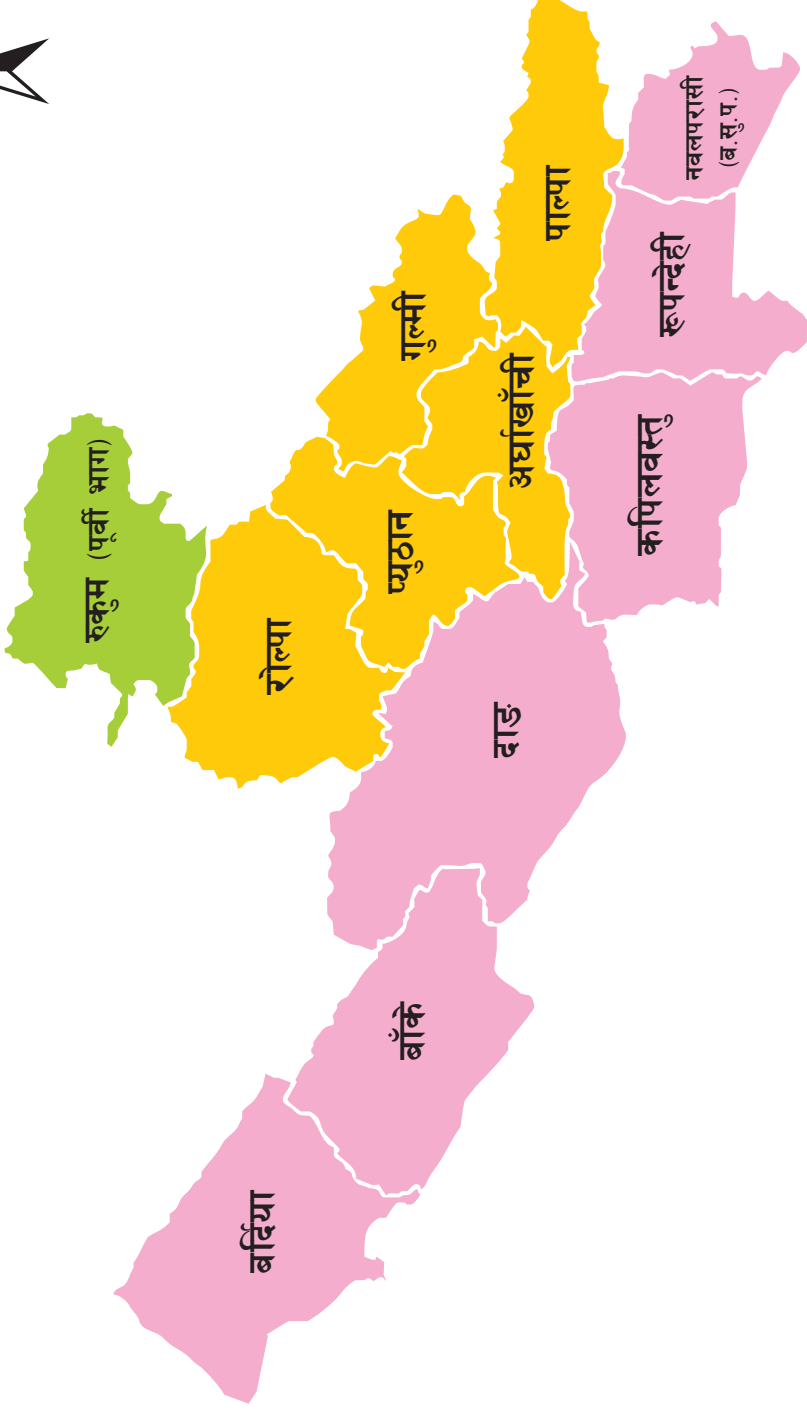 रुकुम (पूर्वी भाग)
रोल्पा
प्युठान
गुल्मी
अर्घाखाँची
पाल्पा
नवलपरासी
(ब.सु.प.)
रूपन्देही
कपिलवस्तु
दाङ
बाँके
बर्दिया